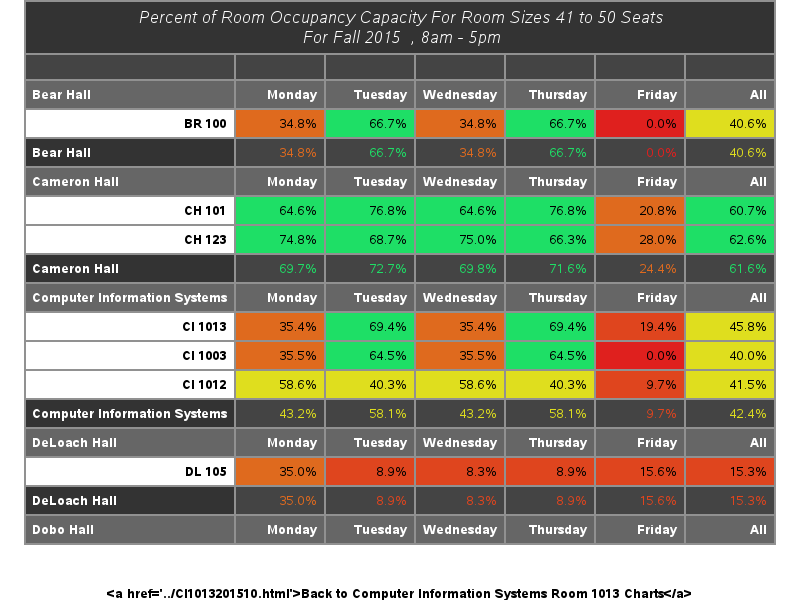 Percent of Room Occupancy Capacity For Room Sizes 41 to 50 Seats
For Fall 2015 , 8am - 5pm
Bear Hall Monday Tuesday Wednesday Thursday Friday All
BR 100 34.8% 66.7% 34.8% 66.7% 0.0% 40.6%
Bear Hall 34.8% 66.7% 34.8% 66.7% 0.0% 40.6%
Cameron Hall Monday Tuesday Wednesday Thursday Friday All
CH 101 64.6% 76.8% 64.6% 76.8% 20.8% 60.7%
CH 123 74.8% 68.7% 75.0% 66.3% 28.0% 62.6%
Cameron Hall 69.7% 72.7% 69.8% 71.6% 24.4% 61.6%
Computer Information Systems Monday Tuesday Wednesday Thursday Friday All
CI 1013 35.4% 69.4% 35.4% 69.4% 19.4% 45.8%
CI 1003 35.5% 64.5% 35.5% 64.5% 0.0% 40.0%
CI 1012 58.6% 40.3% 58.6% 40.3% 9.7% 41.5%
Computer Information Systems 43.2% 58.1% 43.2% 58.1% 9.7% 42.4%
DeLoach Hall Monday Tuesday Wednesday Thursday Friday All
DL 105 35.0% 8.9% 8.3% 8.9% 15.6% 15.3%
DeLoach Hall 35.0% 8.9% 8.3% 8.9% 15.6% 15.3%
Dobo Hall Monday Tuesday Wednesday Thursday Friday All
&lt;a href='../CI1013201510.html'&gt;Back to Computer Information Systems Room 1013 Charts&lt;/a&gt;